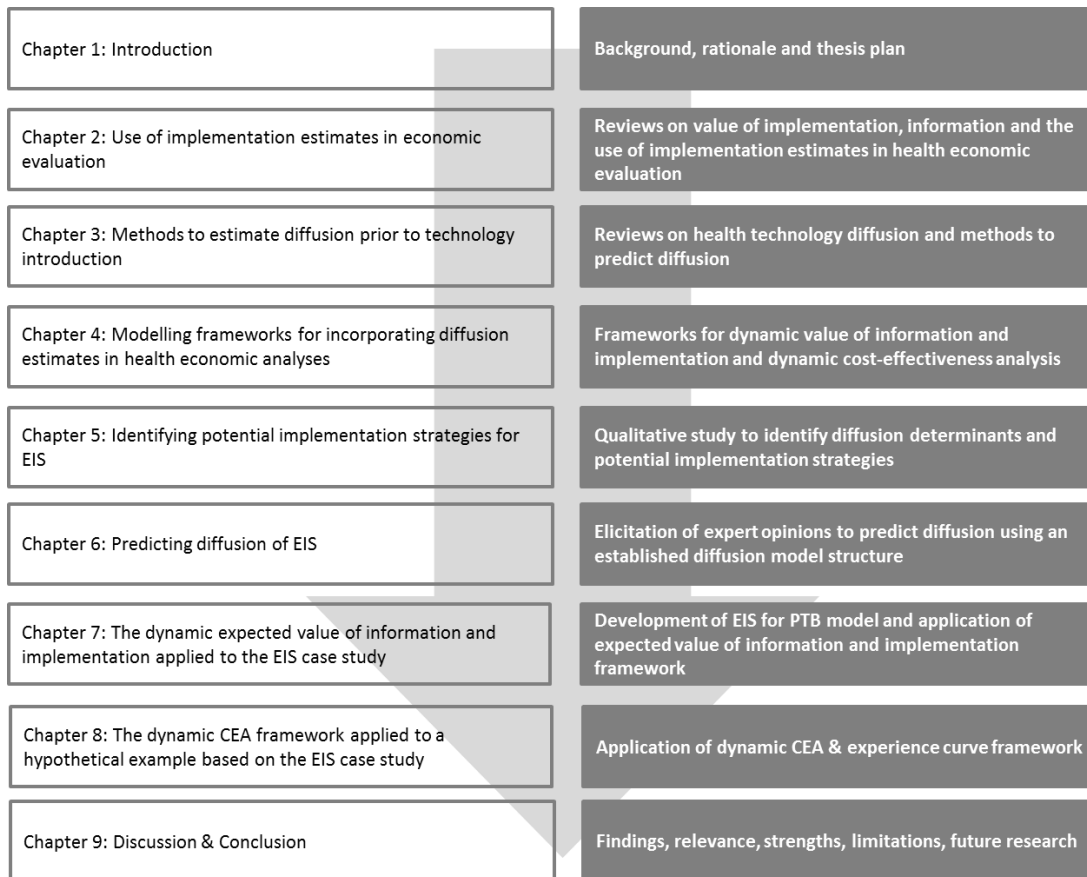 Chapter 1: Introduction
Background, rationale and thesis plan
Chapter 2: Use of implementation estimates in economic
evaluation
Reviews on value of implementation, information and the
use of implementation estimates in health economic
evaluation
Chapter 3: Methods to estimate diffusion prior to technology
introduction
Reviews on health technology diffusion and methods to
predict diffusion
Chapter 4: Modelling frameworks for incorporating diffusion
estimates in health economic analyses
Frameworks for dynamic value of information and
implementation and dynamic cost-effectiveness analysis
Chapter 5: Identifying potential implementation strategies for
EIS
Qualitative study to identify diffusion determinants and
potential implementation strategies
Chapter 6: Predicting diffusion of EIS
Elicitation of expert opinions to predict diffusion using an
established diffusion model structure
Chapter 7: The dynamic expected value of information and
implementation applied to the EIS case study
Development of EIS for PTB model and application of
expected value of information and implementation
framework
Chapter 8: The dynamic CEA framework applied to a
hypothetical example based on the EIS case study
Application of dynamic CEA & experience curve framework
Chapter 9: Discussion & Conclusion
Findings, relevance, strengths, limitations, future research